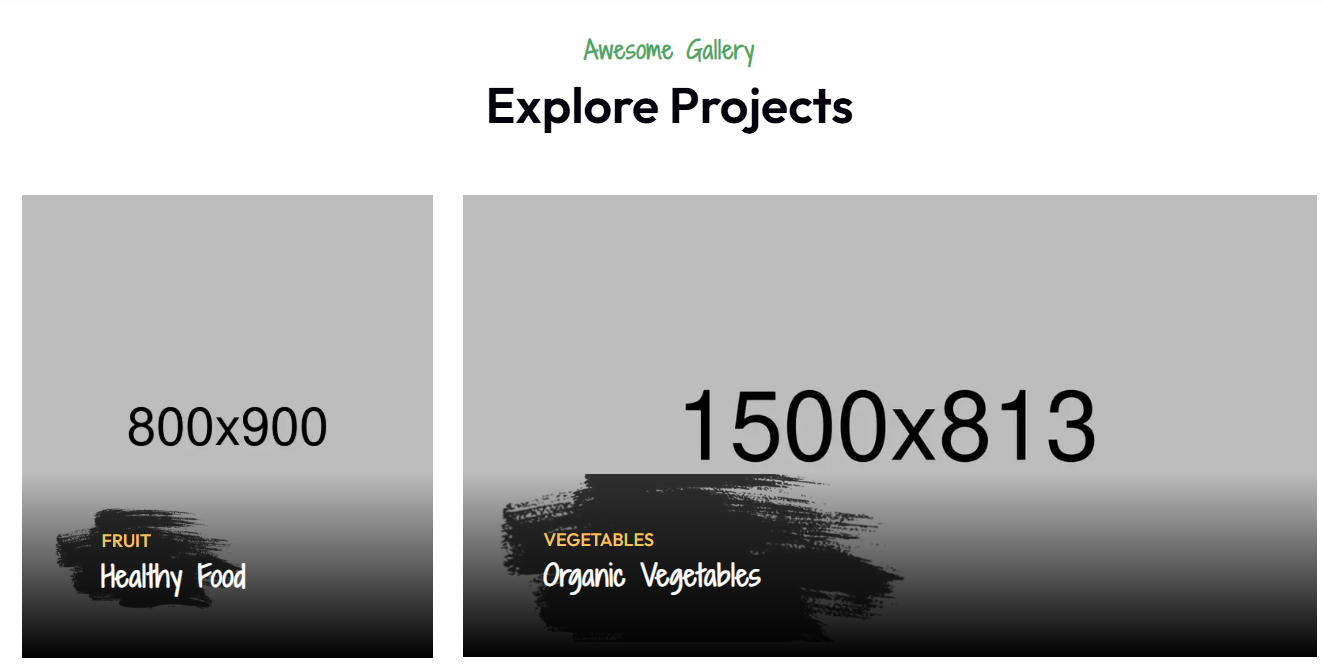 Awesome Gallery
Explore Projects
800x900
FRUIT
Healthy Food
1500x813
VEGETABLES
Organic Vegetables